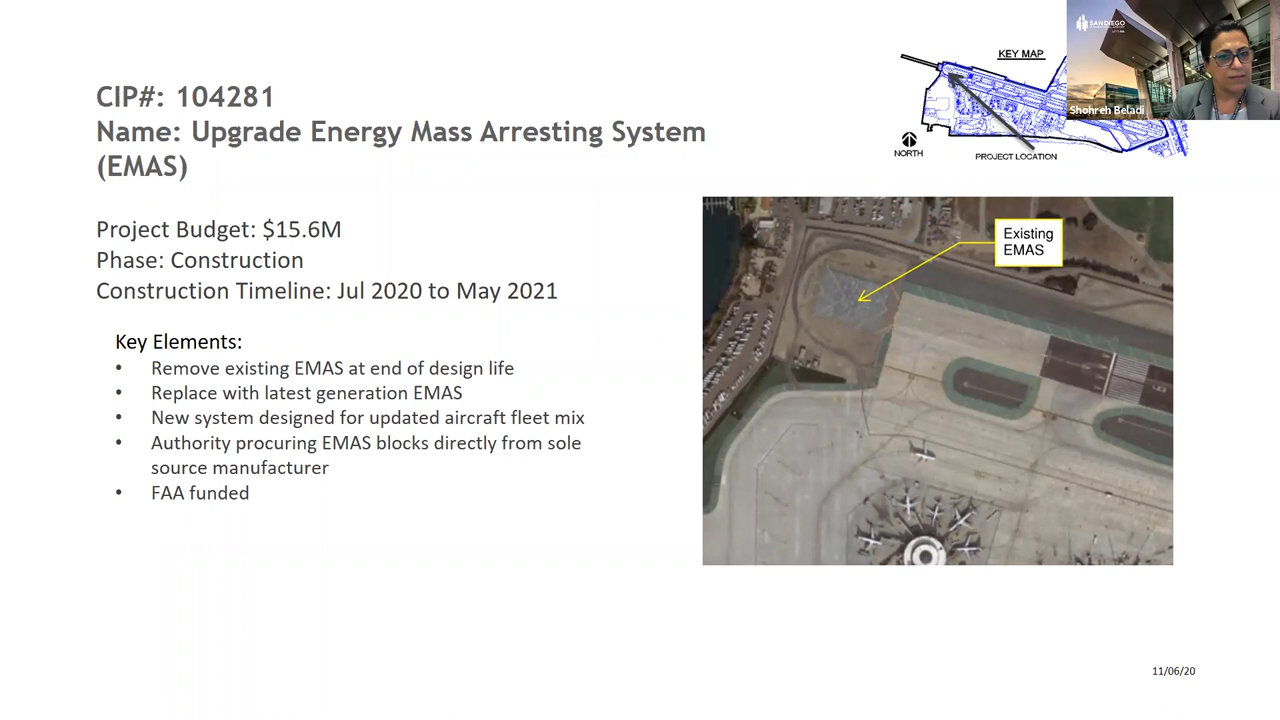 SANDIEGO
KEY MAP
Shohreh Beladi
NORTH
PROJECT LOCATION
CIP#: 104281
Name: Upgrade Energy Mass Arresting System
(EMAS)
Project Budget: $15.6M
Phase: Construction
Construction Timeline: Jul 2020 to May 2021
Key Elements:
• Remove existing EMAS at end of design life
• Replace with latest generation EMAS
• New system designed for updated aircraft fleet mix
• Authority procuring EMAS blocks directly from sole
source manufacturer
• FAA funded
Existing
EMAS
11/06/20